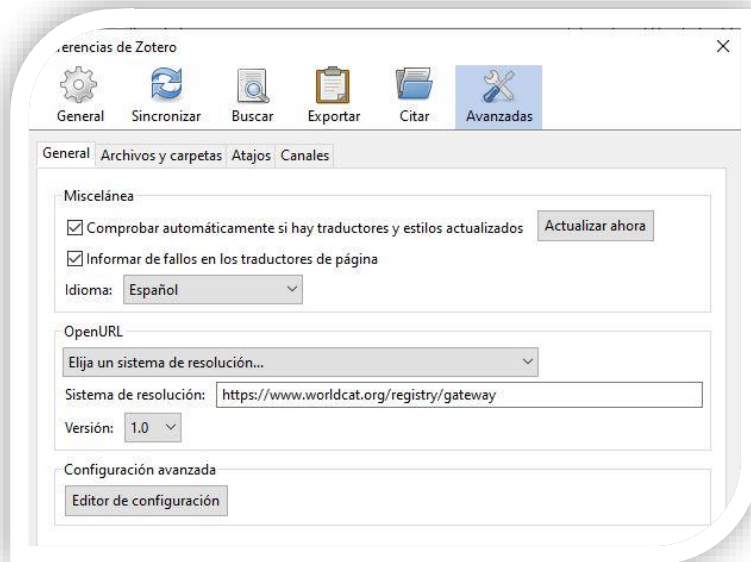 erencias de Zotero
General Sincronizar Buscar Exportar Citar Avanzadas
General Archivos y carpetas Atajos Canales
Miscelánea
Comprobar automáticamente si hay traductores y estilos actualizados Actualizar ahora
Informar de fallos en los traductores de página
Idioma: Español
OpenURL
Elija un sistema de resolución...
Sistema de resolución: https://www.worldcat.org/registry/gateway
Versión: 1.0
Configuración avanzada
Editor de configuración